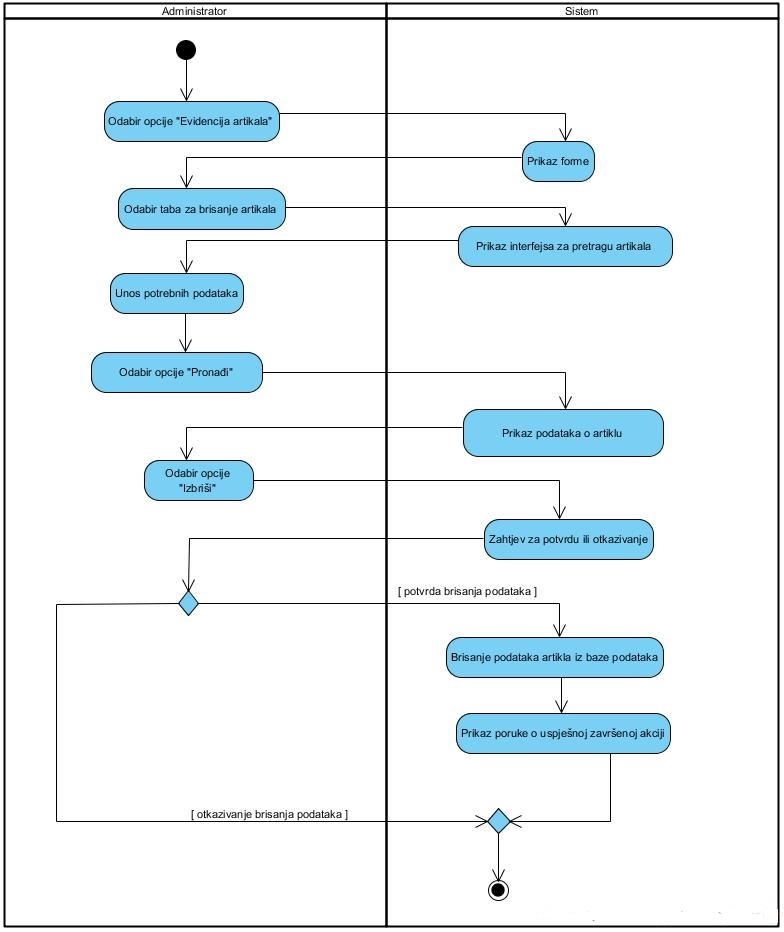 Administrator
Sistem
Odabir opcije "Evidencija artikala"
Prikaz forme
Odabir taba za brisanje artikala
Prikaz interfejsa za pretragu artikala
Unos potrebnih podataka
Odabir opcije "Pronađi"
Prikaz podataka o artiklu
Odabir opcije
"Izbriši"
Zahtjev za potvrdu ili otkazivanje
[ potvrda brisanja podataka ]
Brisanje podataka artikla iz baze podataka
Prikaz poruke o uspješnoj završenoj akciji
[ otkazivanje brisanja podataka ]